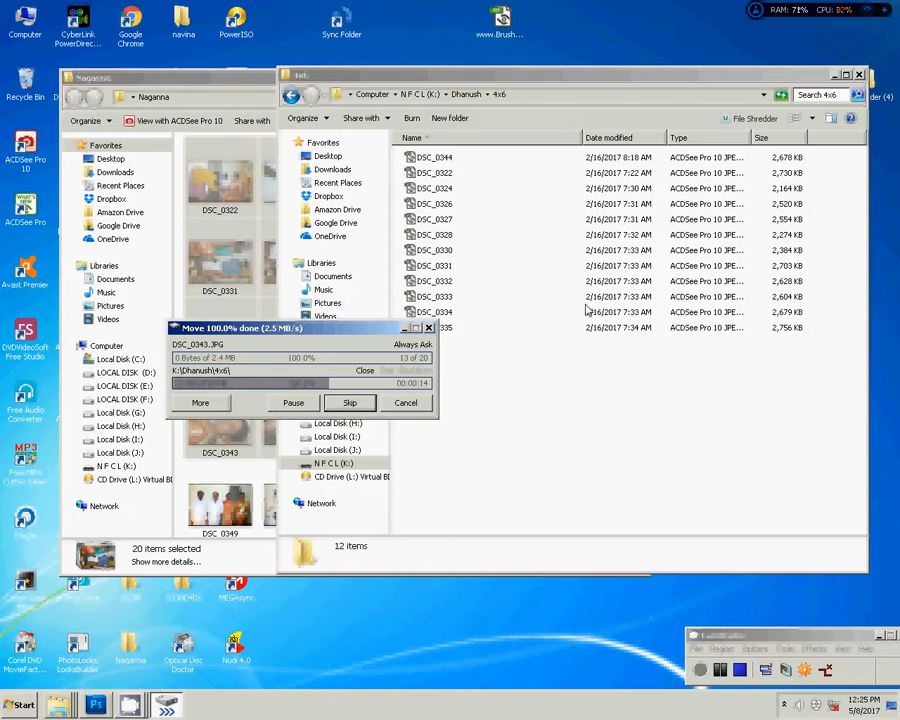 Computer
CyberLink
PowerDirec...
Google
Chrome
navina
PowerISO
Sync Folder
www.Brush...
RAM: 71%
CPU: 82%
Recycle Bin
ACDSee Pro
10
ACDSee Pro
Avast Premier
DVDVideoSoft
Free Studio
Free Audio
Converter
Corel DVD
MovieFact...
PhotoLooks
LooksBuilder
Naganna
Optical Disc
Doctor
Nudi 4.0
MEGAsync
der (4)
Naganna
Naganna
Organize
View with ACDSee Pro 10
Share with
Favorites
Desktop
Downloads
Recent Places
Dropbox
Amazon Drive
Google Drive
OneDrive
Libraries
Documents
Music
Pictures
Videos
Computer
Local Disk (C:)
LOCAL DISK (D:)
LOCAL DISK (E:)
LOCAL DISK (F:)
Local Disk (G:)
Local Disk (H:)
Local Disk (I:)
Local Disk (J:)
N F C L (K:)
CD Drive (L:) Virtual BD
Network
DSC_0322
DSC_0331
DSC_0343
DSC_0349
20 items selected
Show more details...
4x6
Computer N F C L (K:) Dhanush 4x6
Search 4x6
Organize
Share with
Burn
New folder
File Shredder
Favorites
Desktop
Downloads
Recent Places
Dropbox
Amazon Drive
Google Drive
OneDrive
Libraries
Documents
Music
Pictures
Videos
Local Disk (H:)
Local Disk (I:)
Local Disk (J:)
N F C L (K:)
CD Drive (L:) Virtual BD
Network
Name Date modified Type Size
DSC_0344 2/16/2017 8:18 AM ACDSee Pro 10 JPE... 2,678 KB
DSC_0322 2/16/2017 7:22 AM ACDSee Pro 10 JPE... 2,730 KB
DSC_0324 2/16/2017 7:30 AM ACDSee Pro 10 JPE... 2,164 KB
DSC_0326 2/16/2017 7:31 AM ACDSee Pro 10 JPE... 2,520 KB
DSC_0327 2/16/2017 7:31 AM ACDSee Pro 10 JPE... 2,554 KB
DSC_0328 2/16/2017 7:32 AM ACDSee Pro 10 JPE... 2,274 KB
DSC_0330 2/16/2017 7:33 AM ACDSee Pro 10 JPE... 2,384 KB
DSC_0331 2/16/2017 7:33 AM ACDSee Pro 10 JPE... 2,703 KB
DSC_0332 2/16/2017 7:33 AM ACDSee Pro 10 JPE... 2,628 KB
DSC_0333 2/16/2017 7:33 AM ACDSee Pro 10 JPE... 2,604 KB
DSC_0334 2/16/2017 7:33 AM ACDSee Pro 10 JPE... 2,679 KB
335 2/16/2017 7:34 AM ACDSee Pro 10 JPE... 2,756 KB
12 items
Move 100.0% done (2.5 MB/s)
DSC_0343.JPG Always Ask
0 Bytes of 2.4 MB 100.0% 13 of 20
K:\Dhanush\4x6\ Close
00:00:14
More
Pause
Skip
Cancel
Start
12:25 PM
5/8/2017